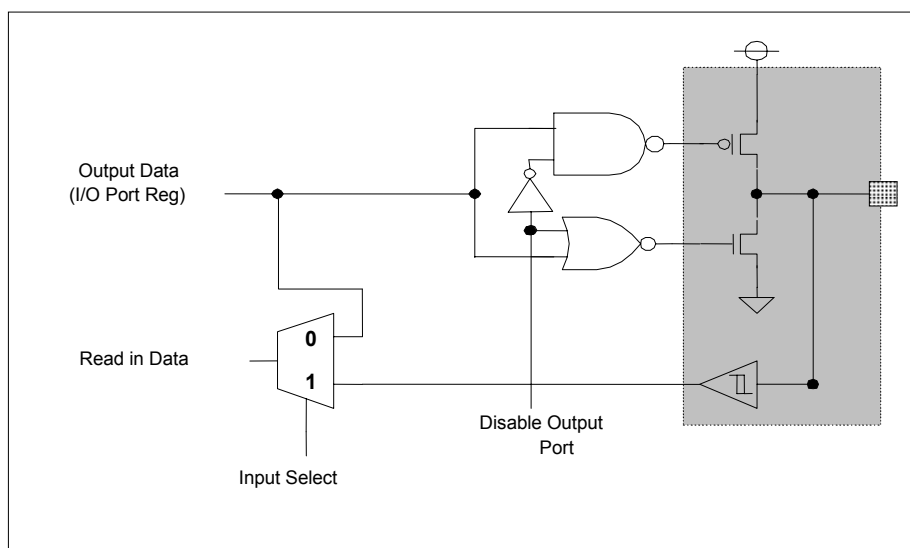 Output Data
(I/O Port Reg)
0
Read in Data
1
Disable Output
Port
Input Select